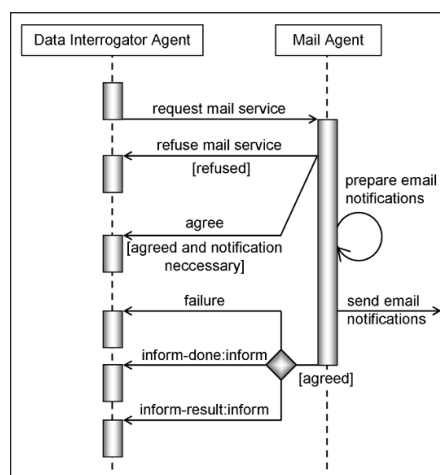 Data Interrogator Agent
Mail Agent
request mail service
refuse mail service
[refused]
prepare email
notifications
agree
[agreed and notification
neccessary]
failure
send email
notifications
inform-done:inform
[agreed]
inform-result:inform